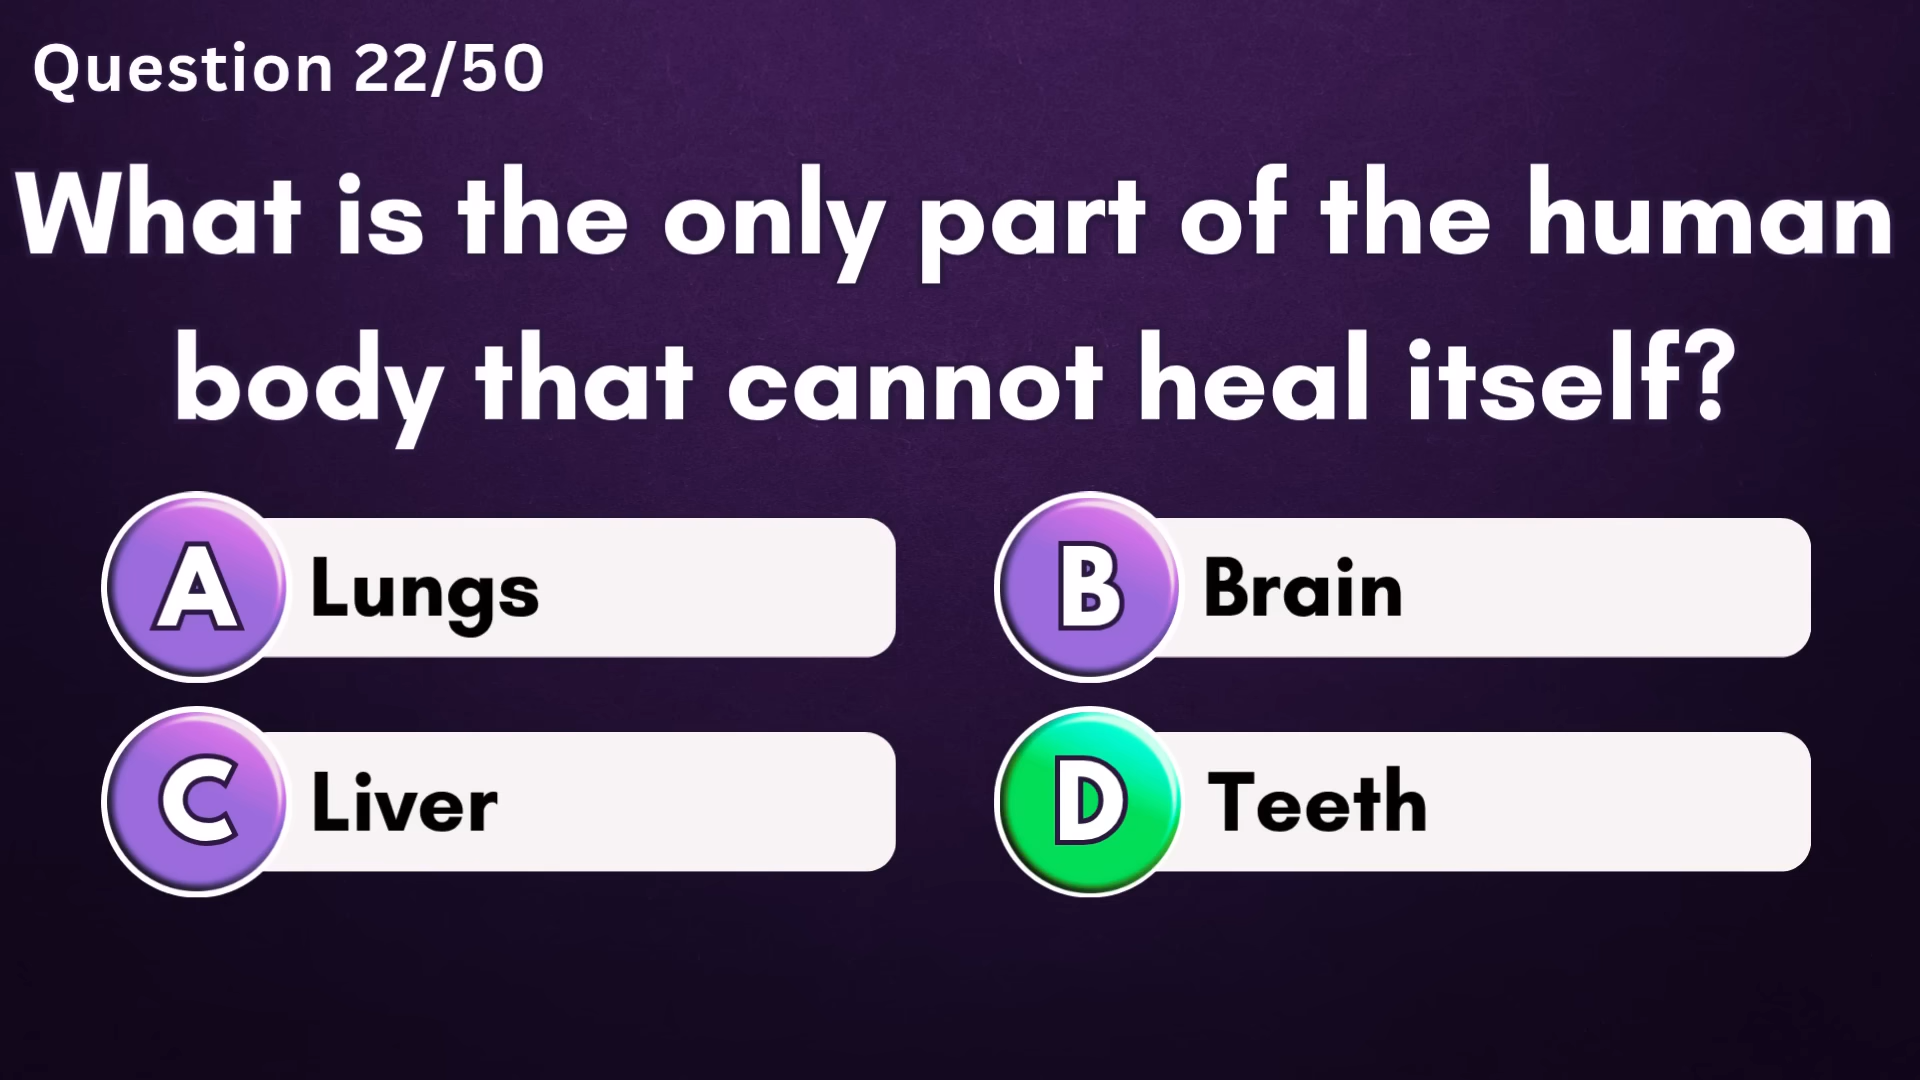 Question 22/50
What is the only part of the human
body that cannot heal itself?
A Lungs
B Brain
C Liver
D Teeth